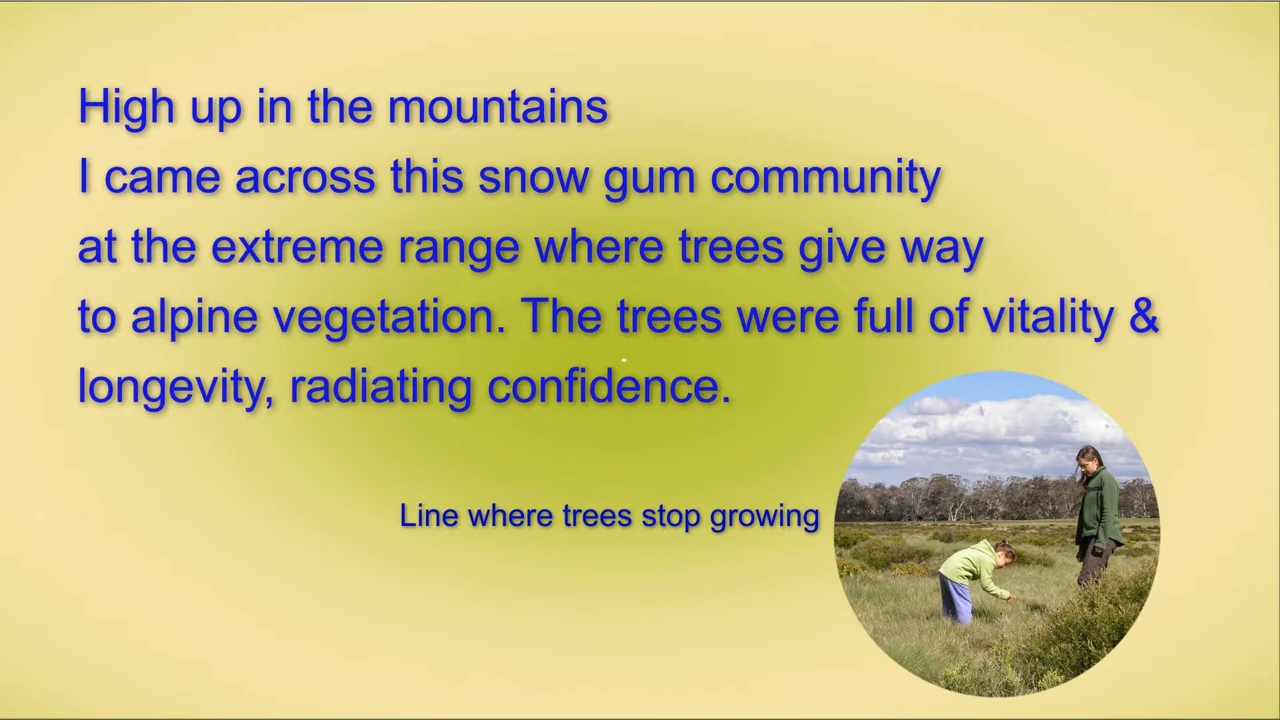 High up in the mountains
I came across this snow gum community
at the extreme range where trees give way
to alpine vegetation. The trees were full of vitality &
longevity, radiating confidence.
Line where trees stop growing